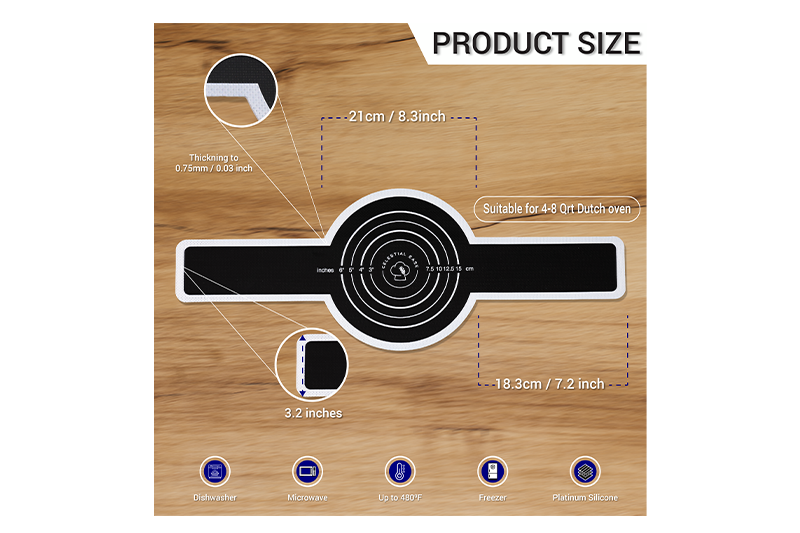 PRODUCT SIZE
21cm / 8.3inch
Thickning to
0.75mm / 0.03 inch
Suitable for 4-8 Qrt Dutch oven
CELESTIAL EATS
inches 6" 5" 4" 3" 7.5 10 12.5 15 cm
18.3cm / 7.2 inch
3.2 inches
Dishwasher
Microwave
Up to 480°F
Freezer
Platinum Silicone